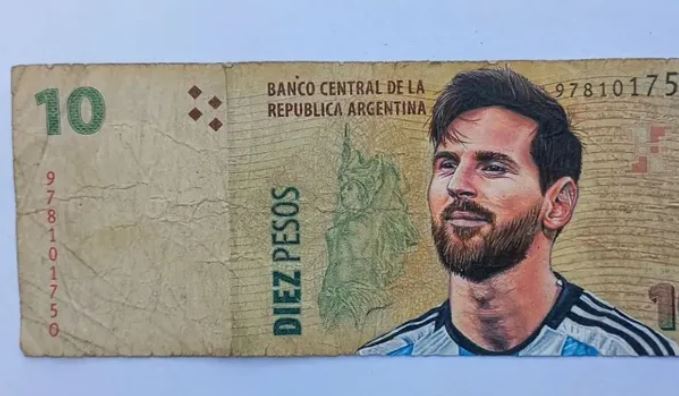 10
BANCO CENTRAL DE LA
REPUBLICA ARGENTINA
978101750
DIEZ PESOS
97810175